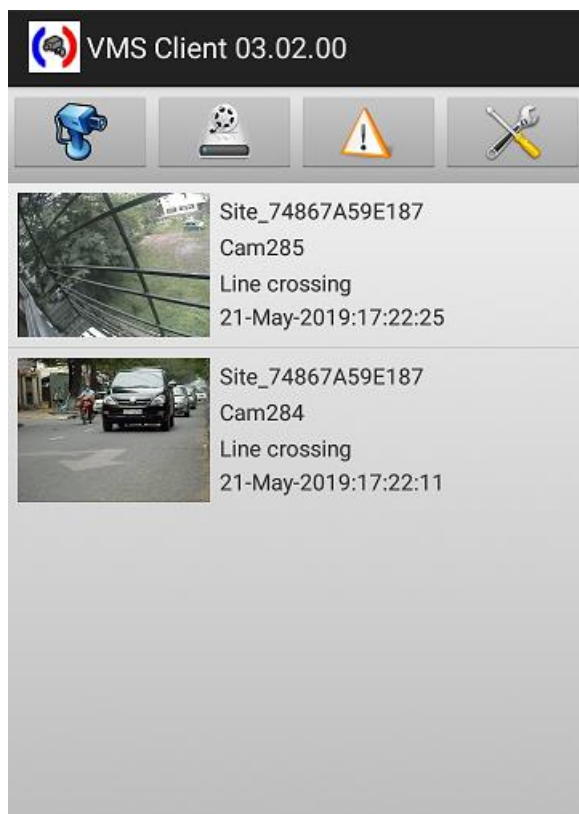 VMS Client 03.02.00
Site_74867A59E187
Cam285
Line crossing
21-May-2019:17:22:25
Site_74867A59E187
Cam284
Line crossing
21-May-2019:17:22:11